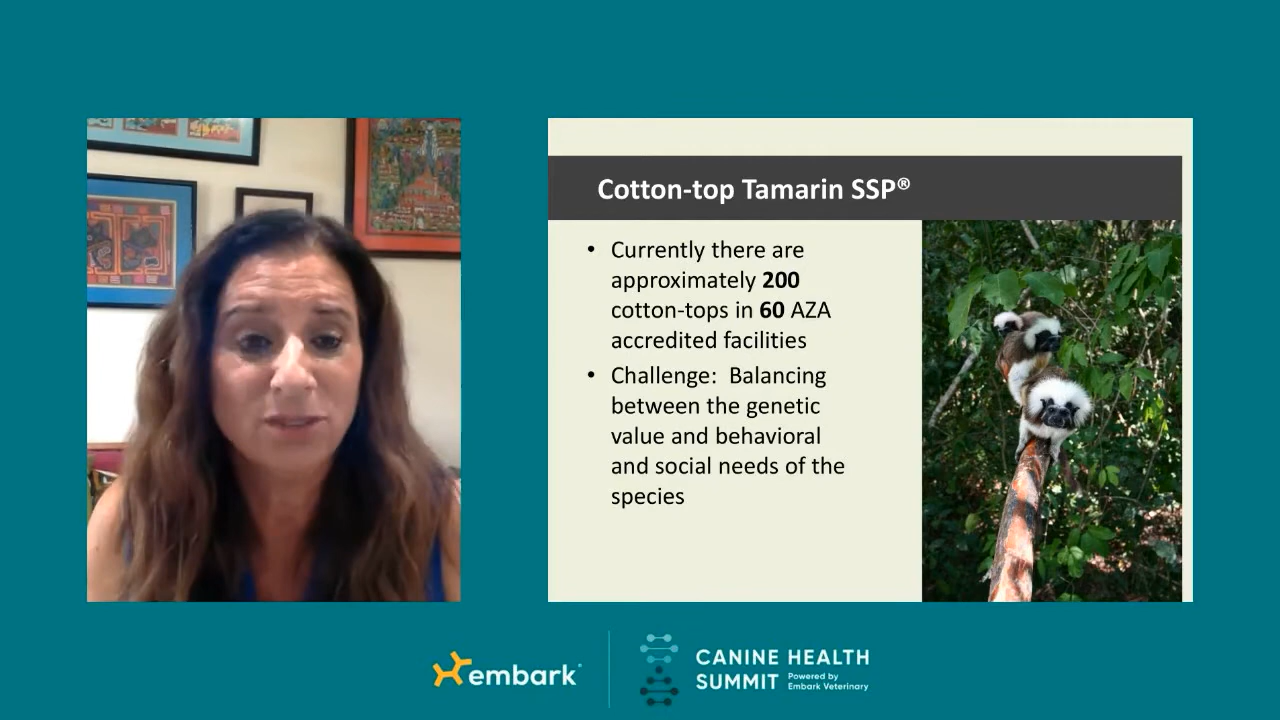 Cotton-top Tamarin SSP®
• Currently there are
approximately 200
cotton-tops in 60 AZA
accredited facilities
• Challenge:  Balancing
between the genetic
value and behavioral
and social needs of the
species
embark
CANINE HEALTH
SUMMIT Powered by
Embark Veterinary